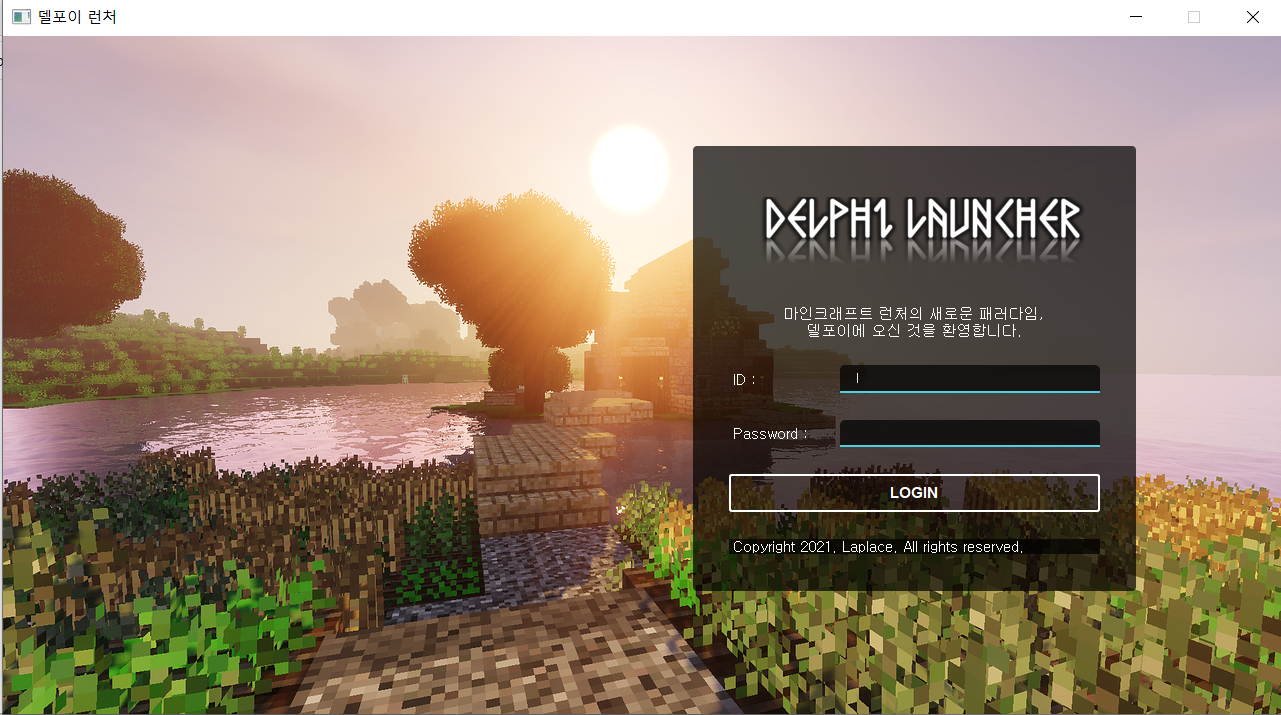 델포이 런처
DELPHI LAUNCHER
마인크래프트 런처의 새로운 패러다임,
델포이에 오신 것을 환영합니다.
ID :
Password :
LOGIN
Copyright 2021. Laplace. All rights reserved.